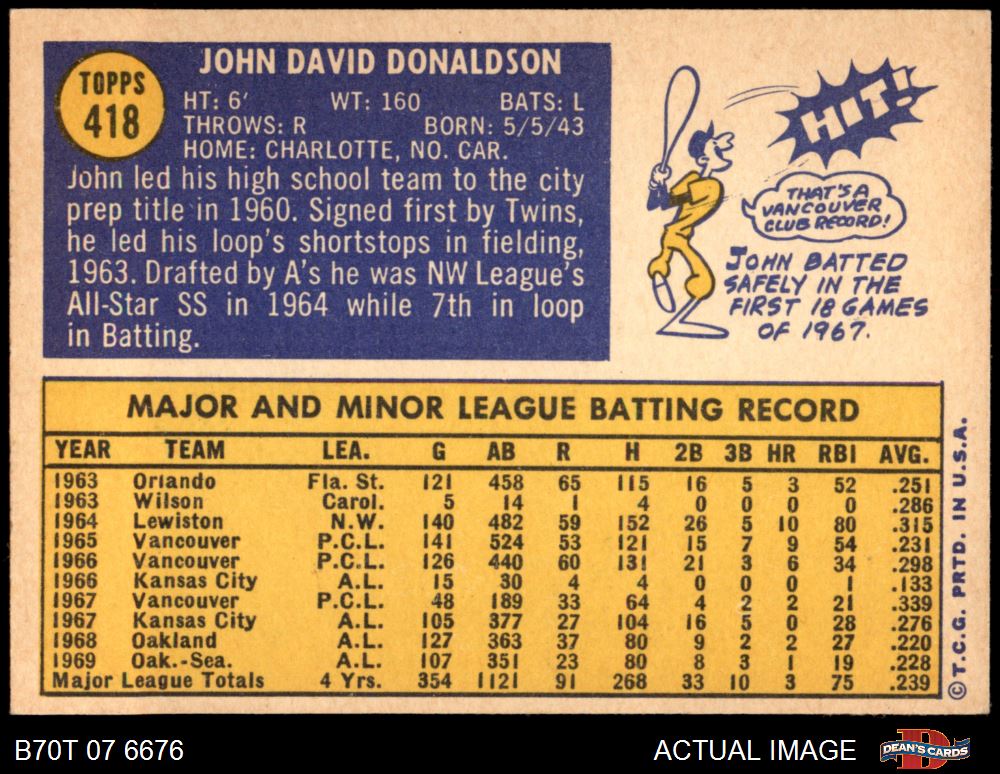 TOPPS
418
JOHN DAVID DONALDSON
HT: 6' WT: 160 BATS: L
THROWS: R BORN: 5/5/43
HOME: CHARLOTTE, NO. CAR.
John led his high school team to the city
prep title in 1960. Signed first by Twins,
he led his loop's shortstops in fielding,
1963. Drafted by A's he was NW League's
All-Star SS in 1964 while 7th in loop
in Batting.
HIT!
THAT'S A
VANCOUVER
CLUB RECORD!
JOHN BATTED
SAFELY IN THE
FIRST 18 GAMES
OF 1967.
MAJOR AND MINOR LEAGUE BATTING RECORD
YEAR TEAM LEA. G AB R H 2B 3B HR RBI AVG.
1963 Orlando Fla. St. 121 458 65 115 16 5 3 52 .251
1963 Wilson Carol. 5 14 1 4 0 0 0 0 .286
1964 Lewiston N.W. 140 482 59 152 26 5 10 80 .315
1965 Vancouver P.C.L. 141 524 53 121 15 7 9 54 .231
1966 Vancouver P.C.L. 126 440 60 131 21 3 6 34 .298
1966 Kansas City A.L. 15 30 4 4 0 0 0 1 .133
1967 Vancouver P.C.L. 48 189 33 64 4 2 2 21 .339
1967 Kansas City A.L. 105 377 27 104 16 5 0 28 .276
1968 Oakland A.L. 127 363 37 80 9 2 2 27 .220
1969 Oak.-Sea. A.L. 107 351 23 80 8 3 1 19 .228
Major League Totals 4 Yrs. 354 1121 91 268 33 10 3 75 .239
© T.C.G. PRTD. IN U.S.A.
B70T 07 6676
ACTUAL IMAGE
DEAN'S CARDS